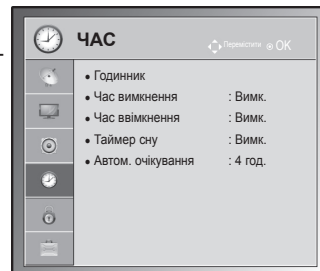 ЧАС
Перемістити OK
• Годинник
• Час вимкнення : Вимк.
• Час ввімкнення : Вимк.
• Таймер сну : Вимк.
• Автом. очікування : 4 год.